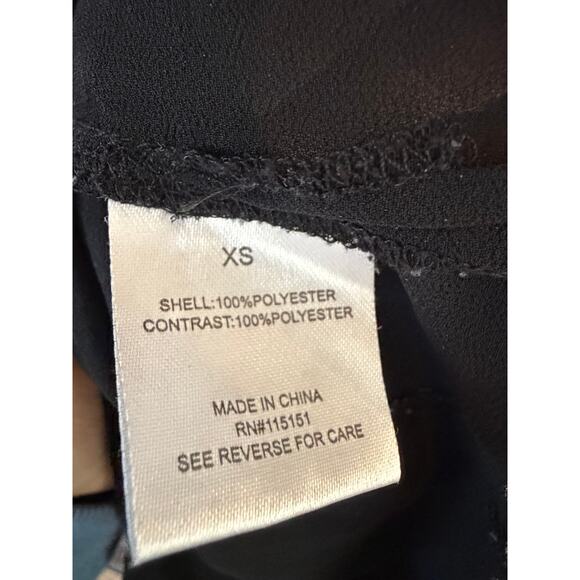 XS
SHELL:100%POLYESTER
CONTRAST:100%POLYESTER
MADE IN CHINA
RN#115151
SEE REVERSE FOR CARE